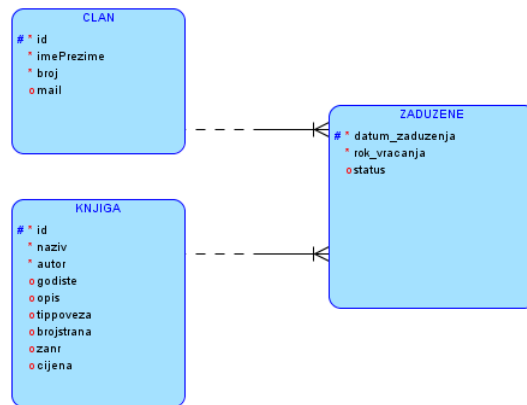 CLAN
# * id
* imePrezime
* broj
o mail
ZADUZENE
# * datum_zaduzenja
* rok_vracanja
o status
KNJIGA
# * id
* naziv
* autor
o godiste
o opis
o tippoveza
o brojstrana
o zanr
o cijena